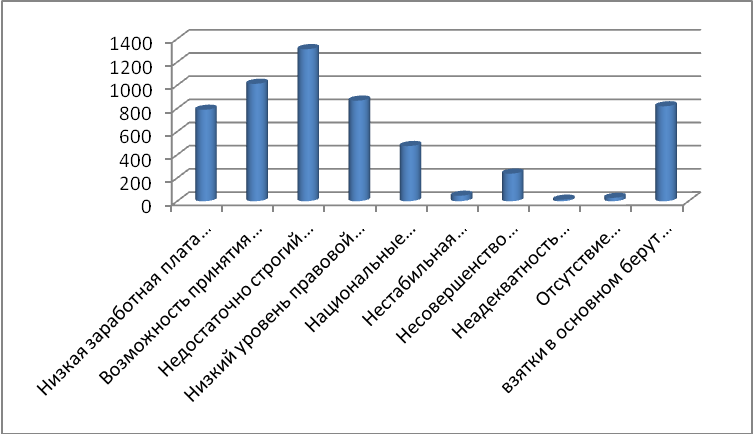 1400
1200
1000
800
600
400
200
0
Низкая заработная плата…
Возможность принятия…
Недостаточно строгий…
Низкий уровень правовой…
Национальные…
Нестабильная…
Несовершенство…
Неадекватность…
Отсутствие…
взятки в основном берут…